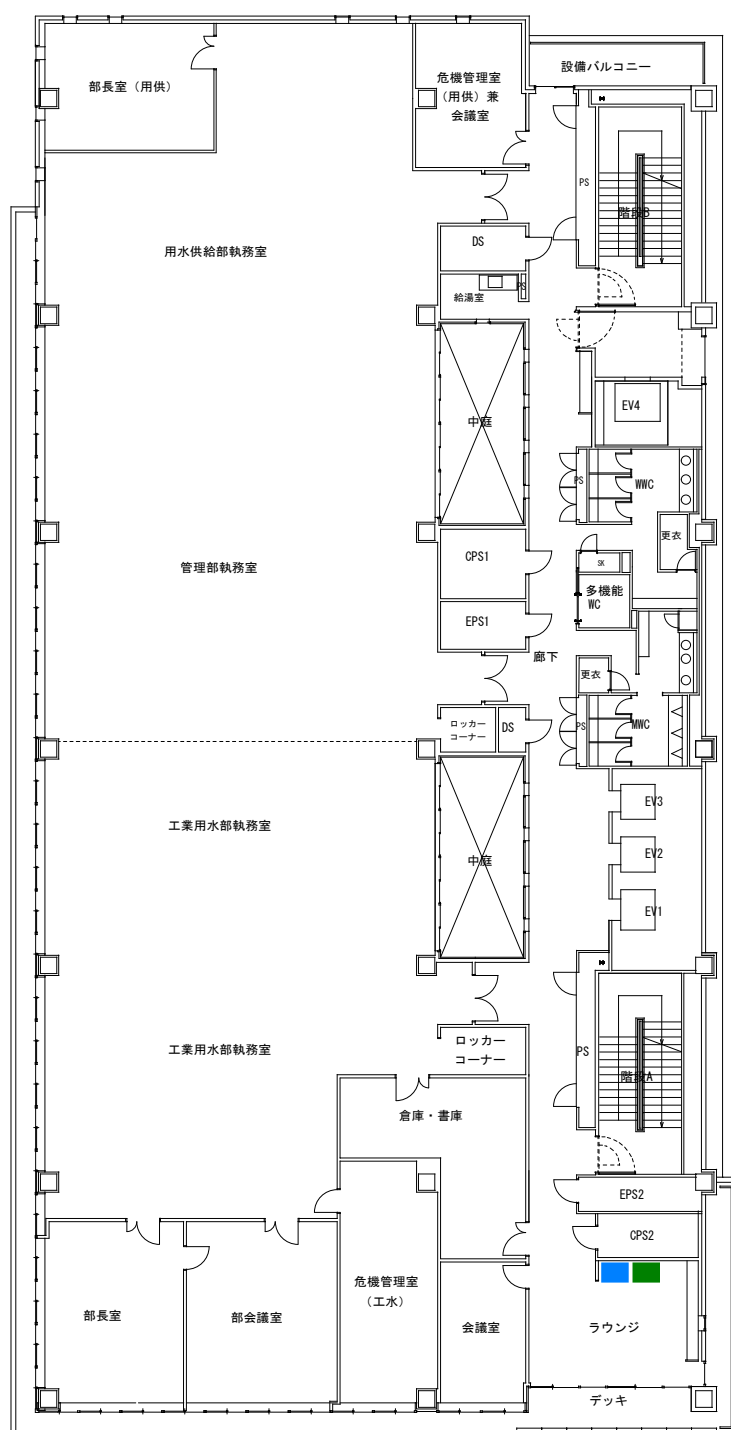 設備バルコニー
部長室（用供）
危機管理室
（用供）兼
会議室
PS
階段B
用水供給部執務室
DS
給湯室
PS
中庭
EV4
PS
WWC
更衣
CPS1
SK
管理部執務室
多機能
WC
EPS1
廊下
更衣
ロッカー
コーナー
DS
PS
MWC
工業用水部執務室
中庭
EV3
EV2
EV1
工業用水部執務室
ロッカー
コーナー
PS
階段A
倉庫・書庫
EPS2
CPS2
危機管理室
（工水）
部長室
部会議室
会議室
ラウンジ
デッキ